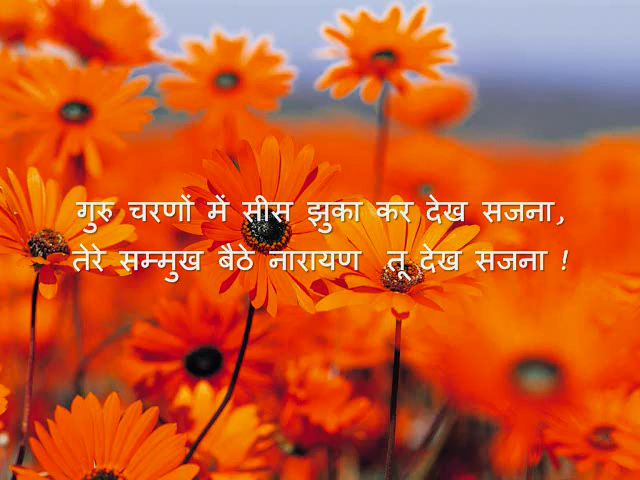 गुरु चरणों में सीस झुका कर देख सजना,
तेरे सम्मुख बैठे नारायण  तू देख सजना !